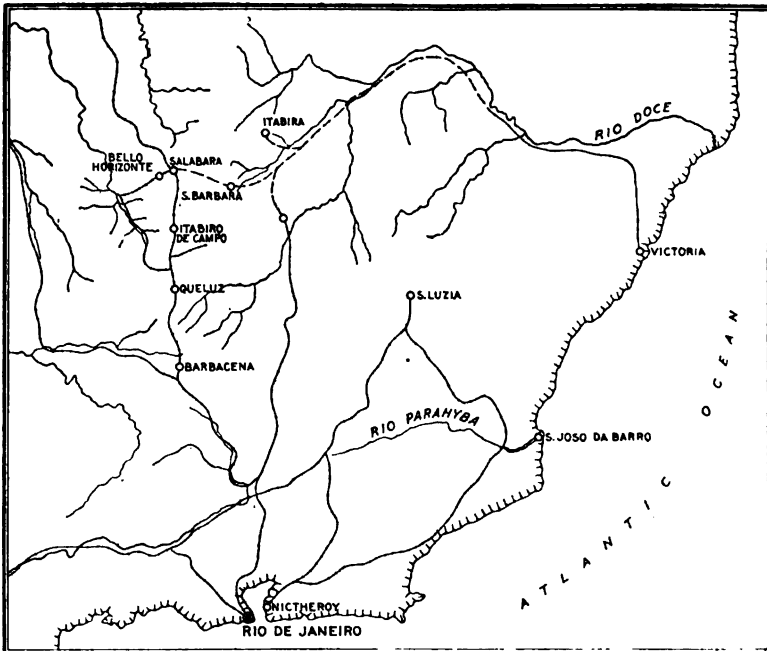 ITABIRA
RIO DOCE
BELLO
HORIZONTE
SALABARA
S. BARBARA
ITABIRO
DE CAMPO
VICTORIA
QUELUZ
S. LUZIA
BARBACENA
RIO PARAHYBA
S. JOSO DA BARRO
ATLANTIC OCEAN
NICTHEROY
RIO DE JANEIRO